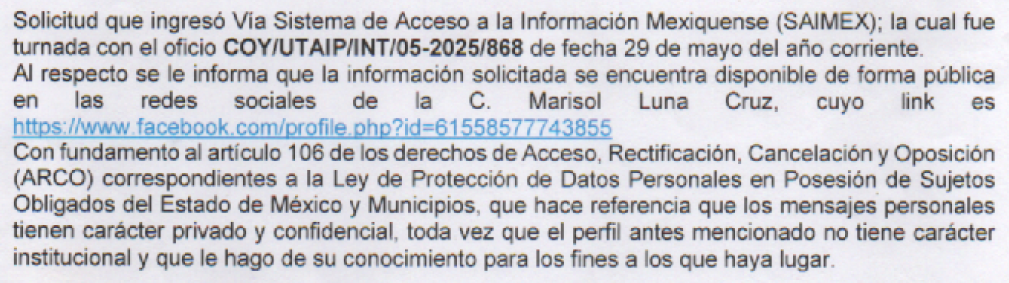 Solicitud que ingresó Vía Sistema de Acceso a la Información Mexiquense (SAIMEX); la cual fue
turnada con el oficio COY/UTAIP/INT/05-2025/868 de fecha 29 de mayo del año corriente.
Al respecto se le informa que la información solicitada se encuentra disponible de forma pública
en las redes sociales de la C. Marisol Luna Cruz, cuyo link es
https://www.facebook.com/profile.php?id=61558577743855
Con fundamento al artículo 106 de los derechos de Acceso, Rectificación, Cancelación y Oposición
(ARCO) correspondientes a la Ley de Protección de Datos Personales en Posesión de Sujetos
Obligados del Estado de México y Municipios, que hace referencia que los mensajes personales
tienen carácter privado y confidencial, toda vez que el perfil antes mencionado no tiene carácter
institucional y que le hago de su conocimiento para los fines a los que haya lugar.